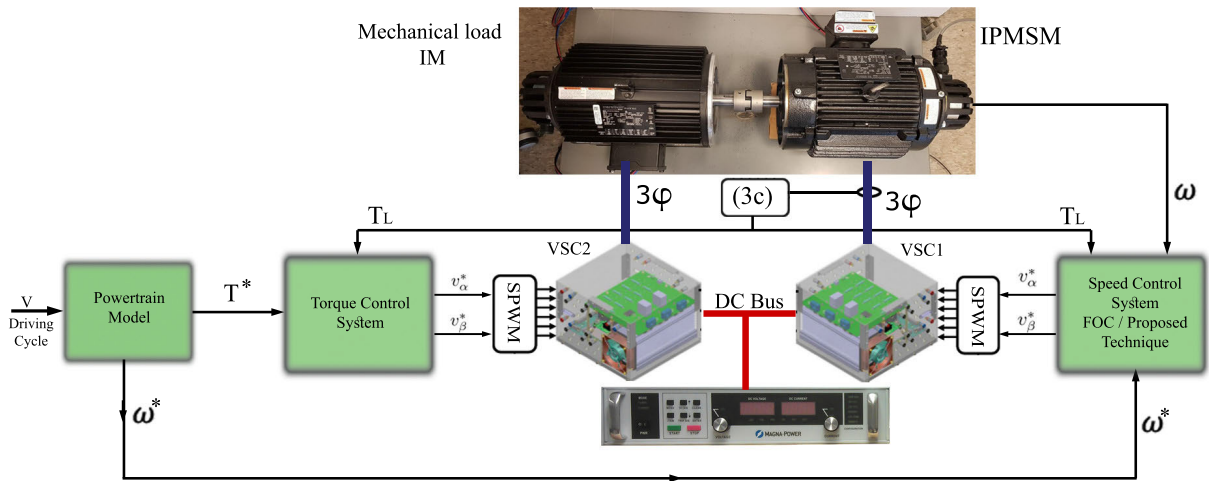 Mechanical load
IM
IPMSM
3φ
(3c)
3φ
ω
TL
TL
VSC2
VSC1
V
Driving
Cycle
Powertrain
Model
T*
Torque Control
System
v*α
v*β
SPWM
DC Bus
SPWM
v*α
v*β
Speed Control
System
FOC / Proposed
Technique
MAGNA-POWER
ω*
ω*